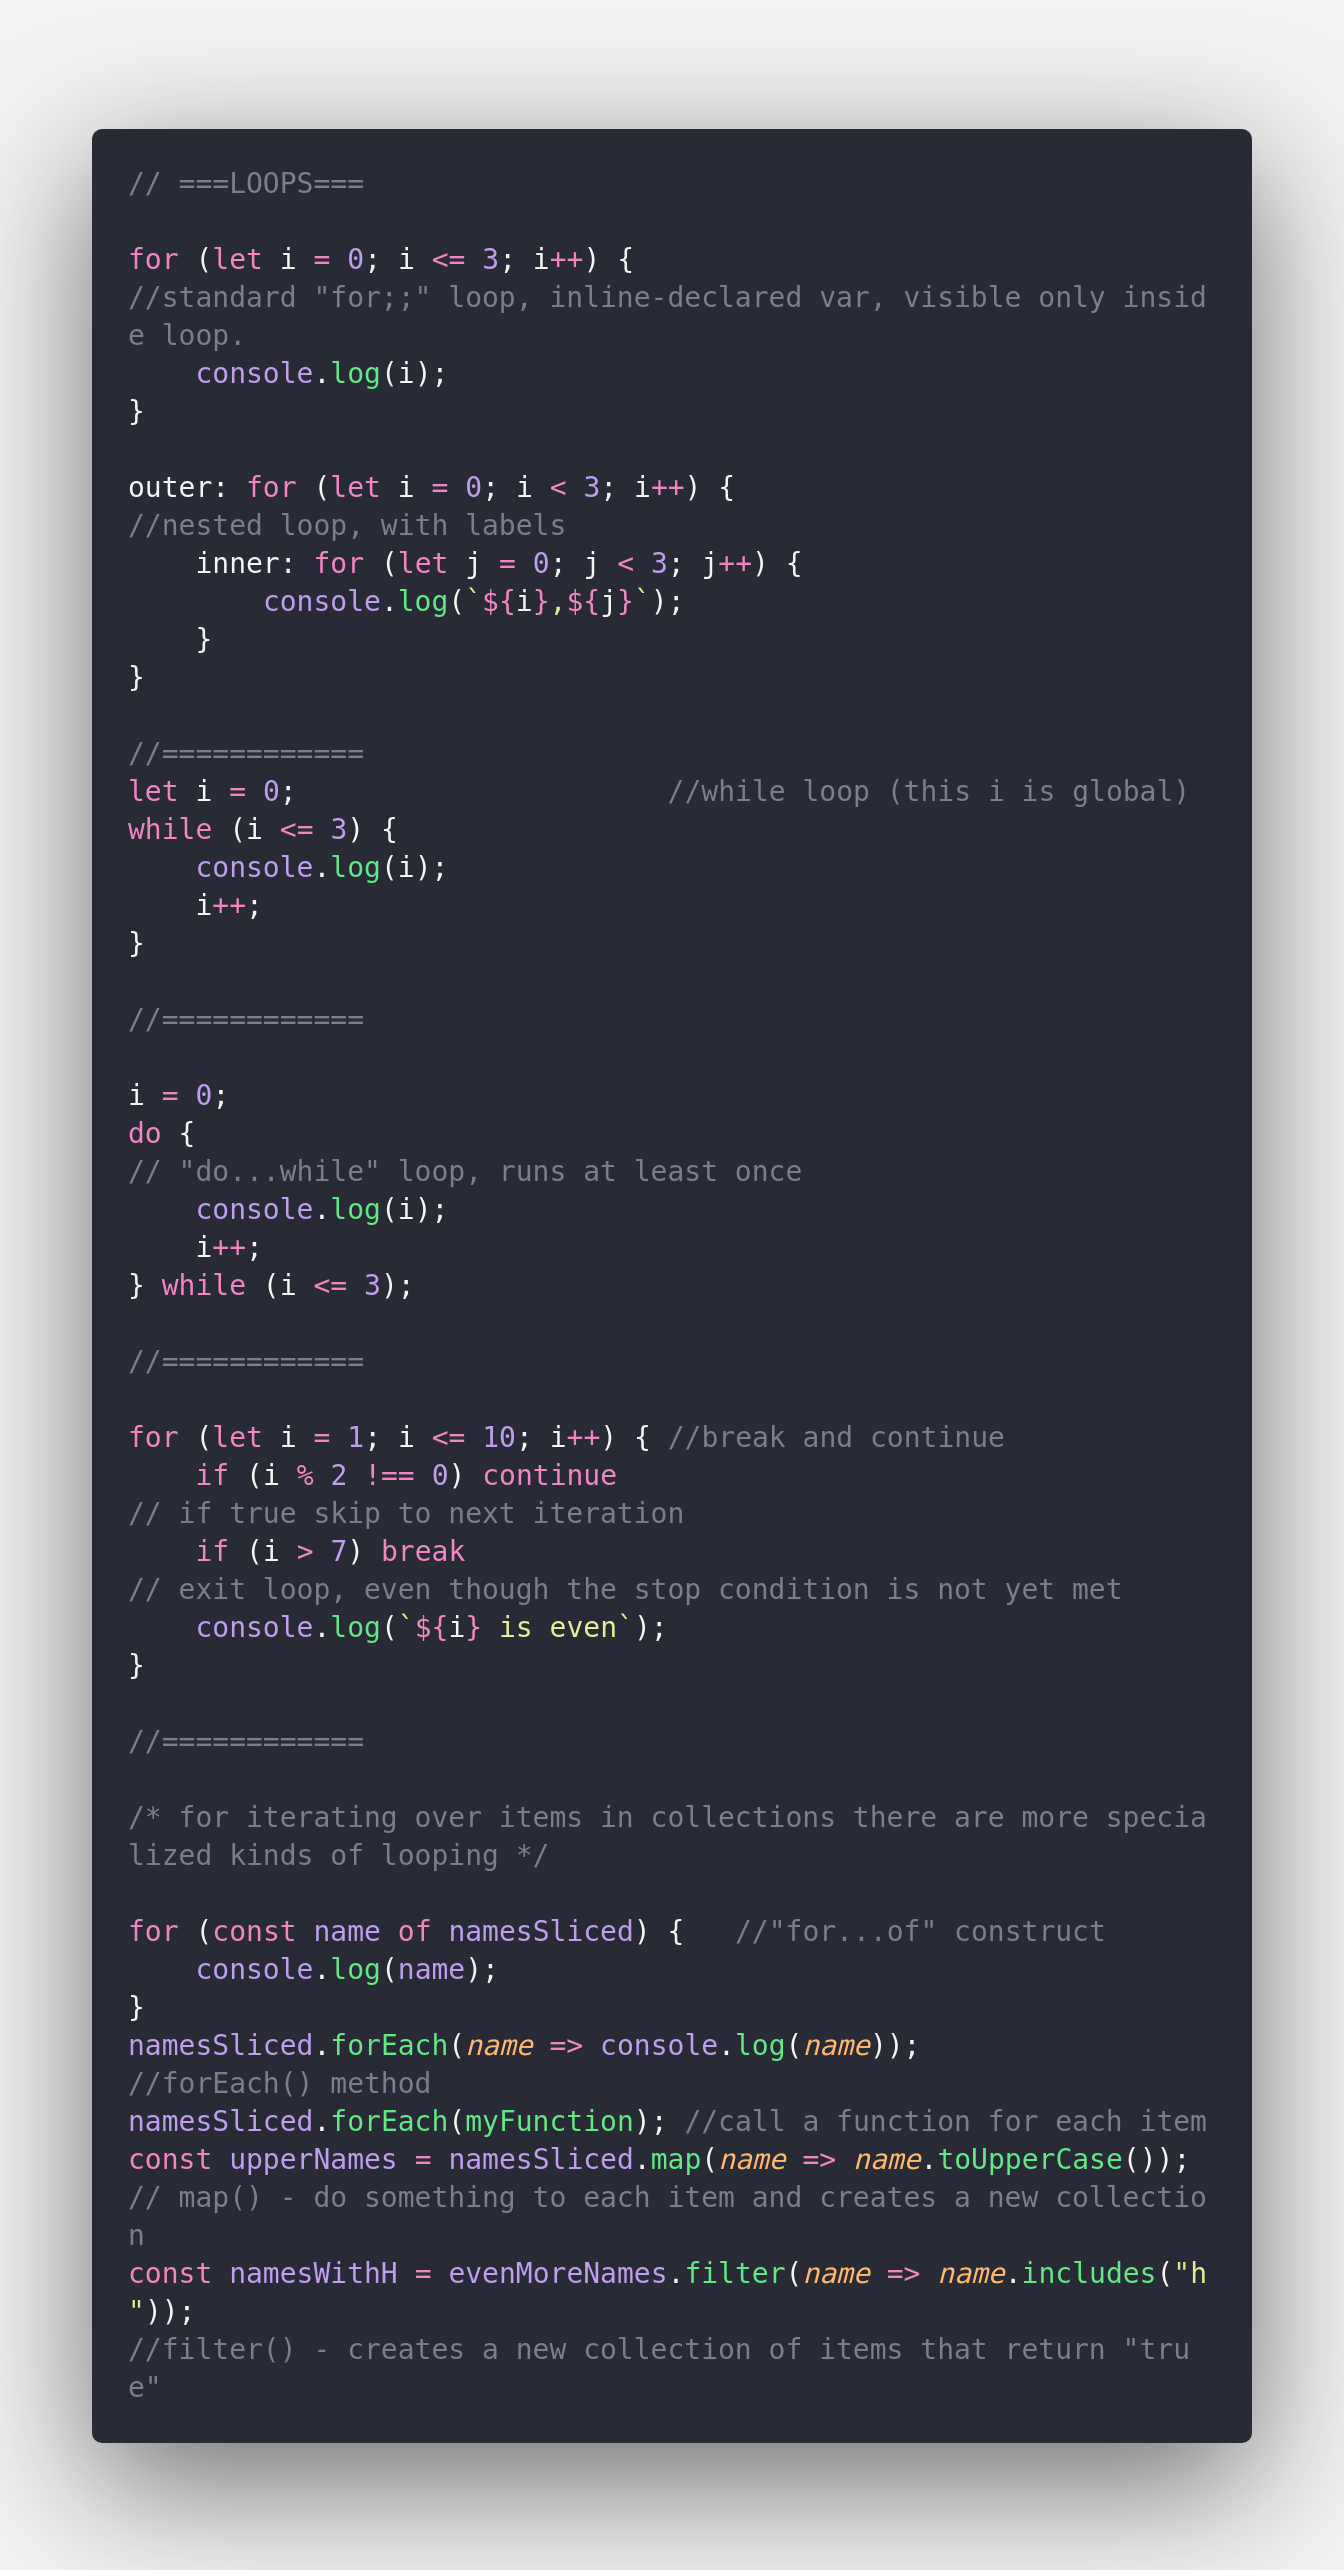 // ===LOOPS===
for (let i = 0; i <= 3; i++) {
//standard "for;;" loop, inline-declared var, visible only insid
e loop.
    console.log(i);
}
outer: for (let i = 0; i < 3; i++) {
//nested loop, with labels
    inner: for (let j = 0; j < 3; j++) {
        console.log(`${i},${j}`);
    }
}
//============
let i = 0;                      //while loop (this i is global)
while (i <= 3) {
    console.log(i);
    i++;
}
//============
i = 0;
do {
// "do...while" loop, runs at least once
    console.log(i);
    i++;
} while (i <= 3);
//============
for (let i = 1; i <= 10; i++) { //break and continue
    if (i % 2 !== 0) continue
// if true skip to next iteration
    if (i > 7) break
// exit loop, even though the stop condition is not yet met
    console.log(`${i} is even`);
}
//============
/* for iterating over items in collections there are more specia
lized kinds of looping */
for (const name of namesSliced) {   //"for...of" construct
    console.log(name);
}
namesSliced.forEach(name => console.log(name));
//forEach() method
namesSliced.forEach(myFunction); //call a function for each item
const upperNames = namesSliced.map(name => name.toUpperCase());
// map() - do something to each item and creates a new collectio
n
const namesWithH = evenMoreNames.filter(name => name.includes("h
"));
//filter() - creates a new collection of items that return "tru
e"